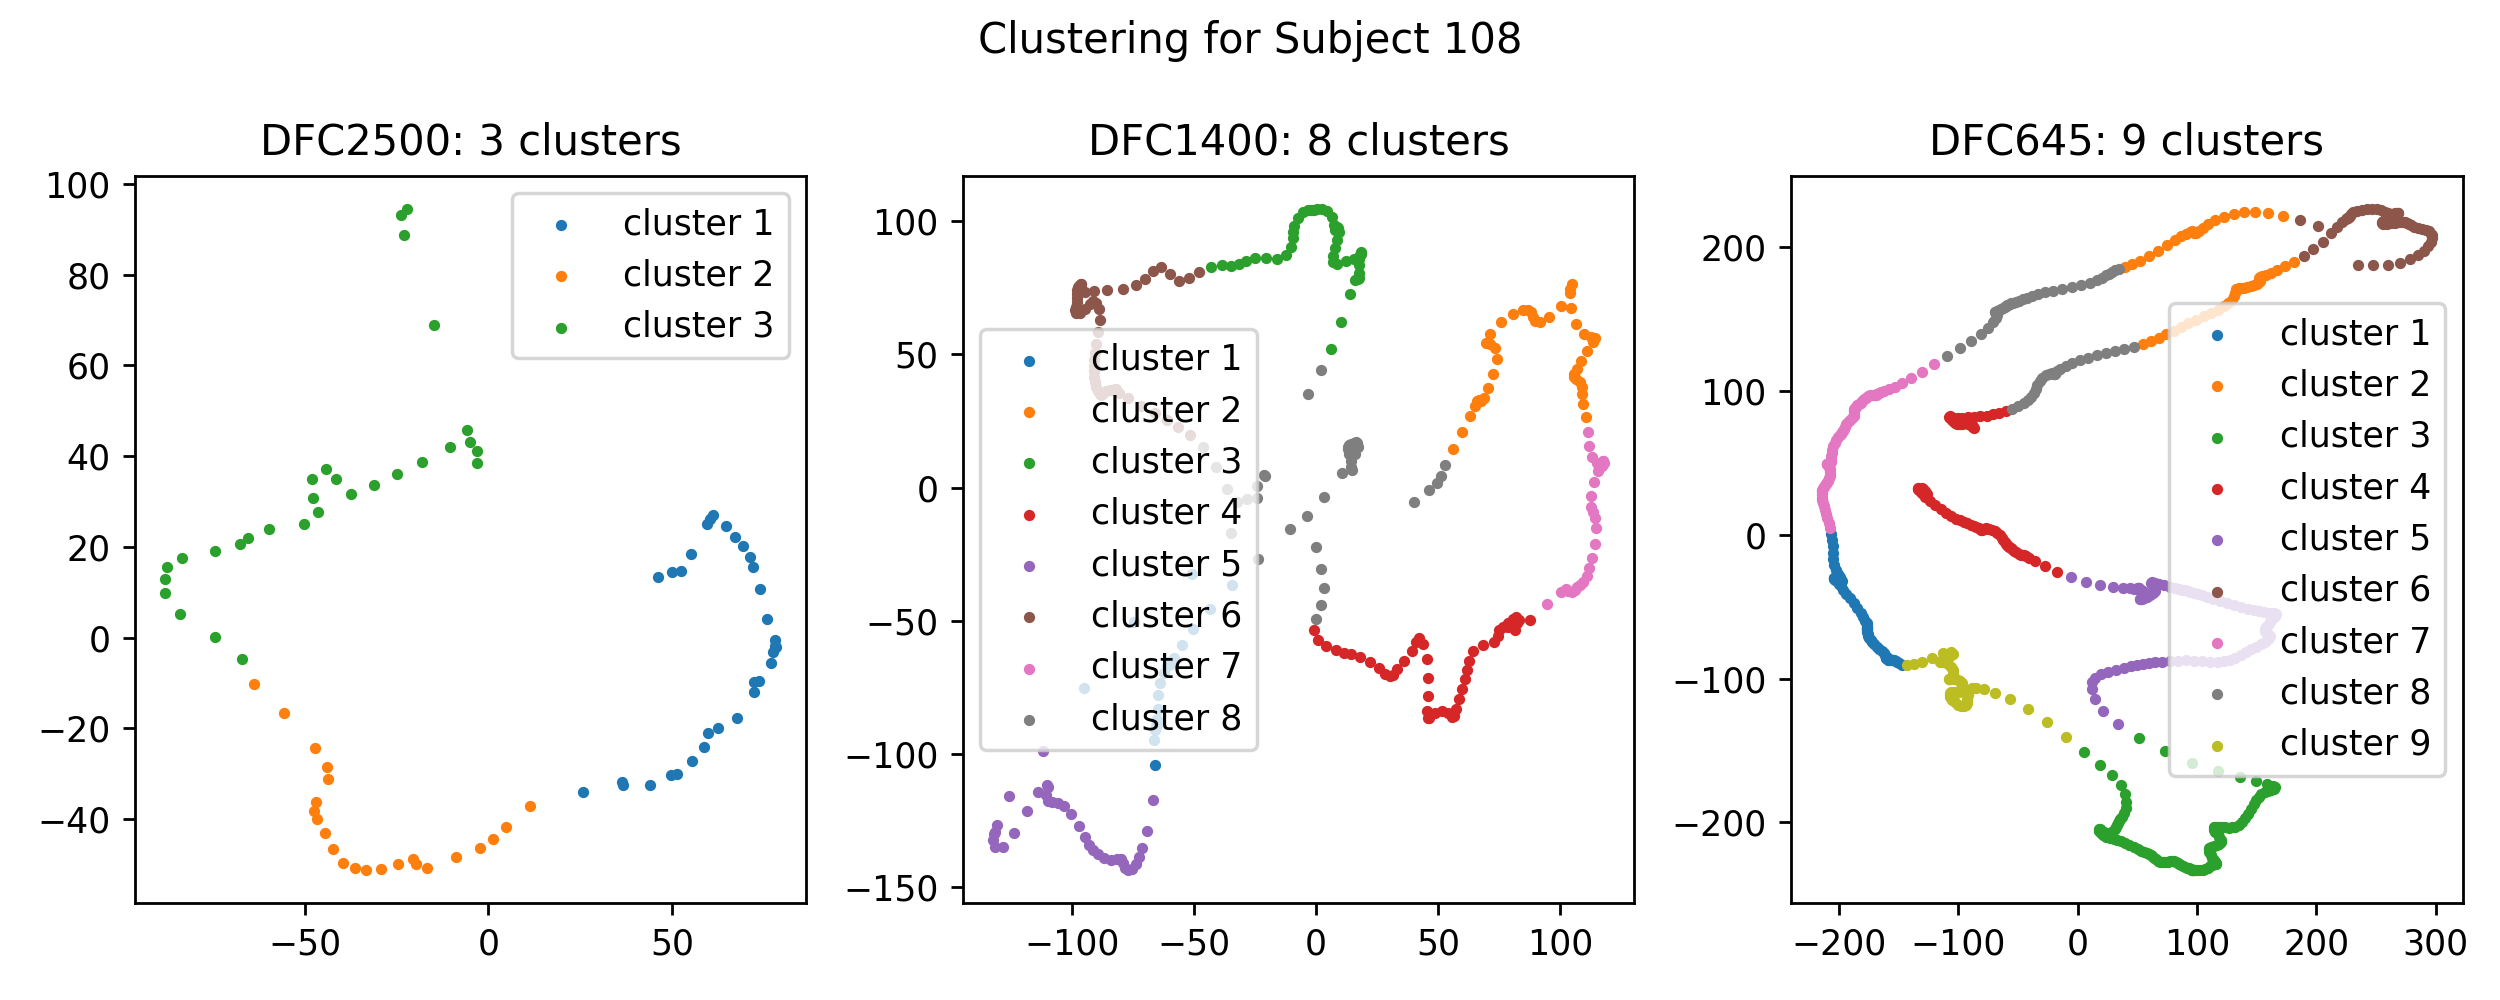 Clustering for Subject 108
DFC2500: 3 clusters
100
80
60
40
20
0
−20
−40
−50
0
50
cluster 1
cluster 2
cluster 3
DFC1400: 8 clusters
100
50
0
−50
−100
−150
−100
−50
0
50
100
cluster 1
cluster 2
cluster 3
cluster 4
cluster 5
cluster 6
cluster 7
cluster 8
DFC645: 9 clusters
200
100
0
−100
−200
−200
−100
0
100
200
300
cluster 1
cluster 2
cluster 3
cluster 4
cluster 5
cluster 6
cluster 7
cluster 8
cluster 9